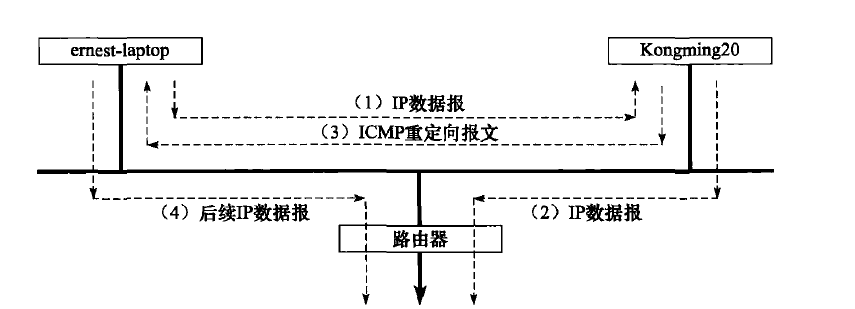 ernest-laptop
Kongming20
（1）IP数据报
（3）ICMP重定向报文
（4）后续IP数据报
（2）IP数据报
路由器